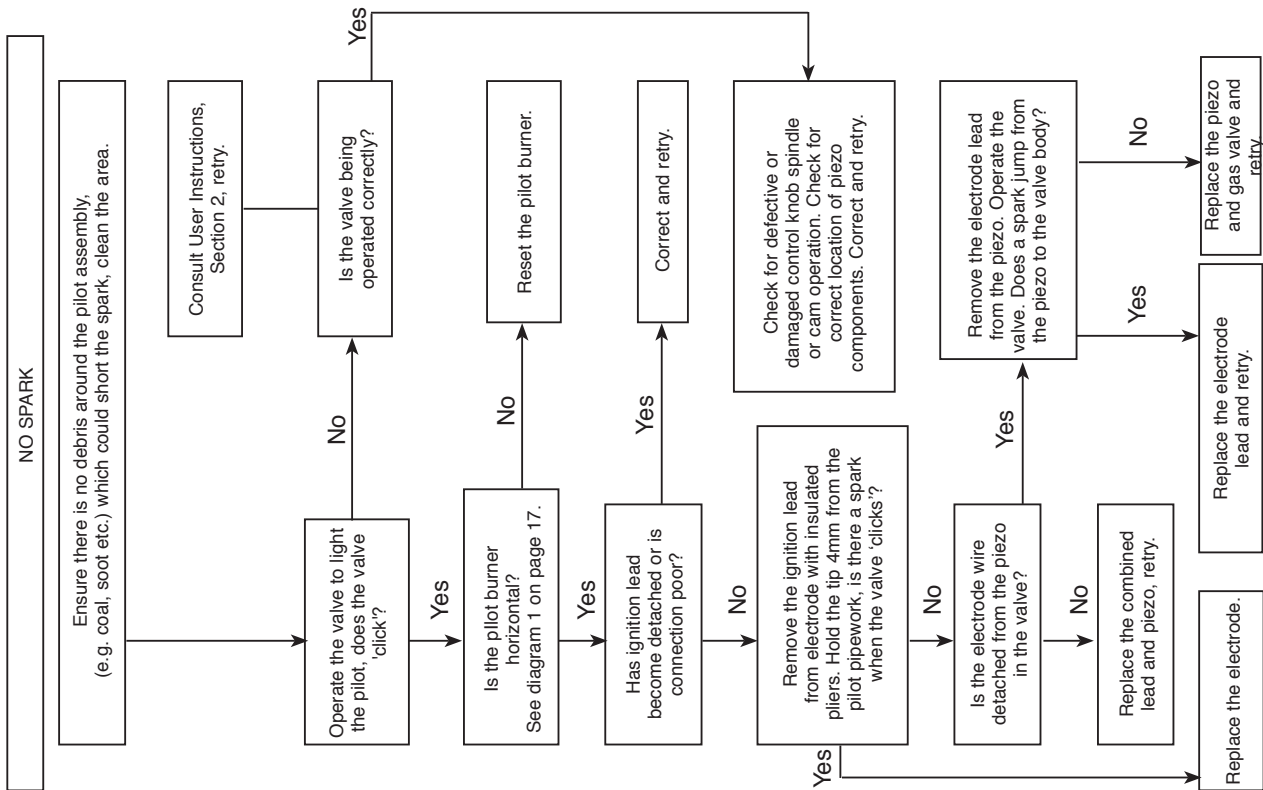 NO SPARK
Ensure there is no debris around the pilot assembly,
(e.g. coal, soot etc.) which could short the spark, clean the area.
Consult User Instructions,
Section 2, retry.
Operate the valve to light
the pilot, does the valve
'click'?
No
Is the valve being
operated correctly?
Yes
Yes
Is the pilot burner
horizontal?
See diagram 1 on page 17.
No
Reset the pilot burner.
Yes
Has ignition lead
become detached or is
connection poor?
Yes
Correct and retry.
No
Remove the ignition lead
from electrode with insulated
pliers. Hold the tip 4mm from the
pilot pipework, is there a spark
when the valve 'clicks'?
Check for defective or
damaged control knob spindle
or cam operation. Check for
correct location of piezo
components. Correct and retry.
Yes
No
Is the electrode wire
detached from the piezo
in the valve?
Yes
Remove the electrode lead
from the piezo. Operate the
valve. Does a spark jump from
the piezo to the valve body?
No
Replace the combined
lead and piezo, retry.
Yes
No
Replace the electrode.
Replace the electrode
lead and retry.
Replace the piezo
and gas valve and
retry.